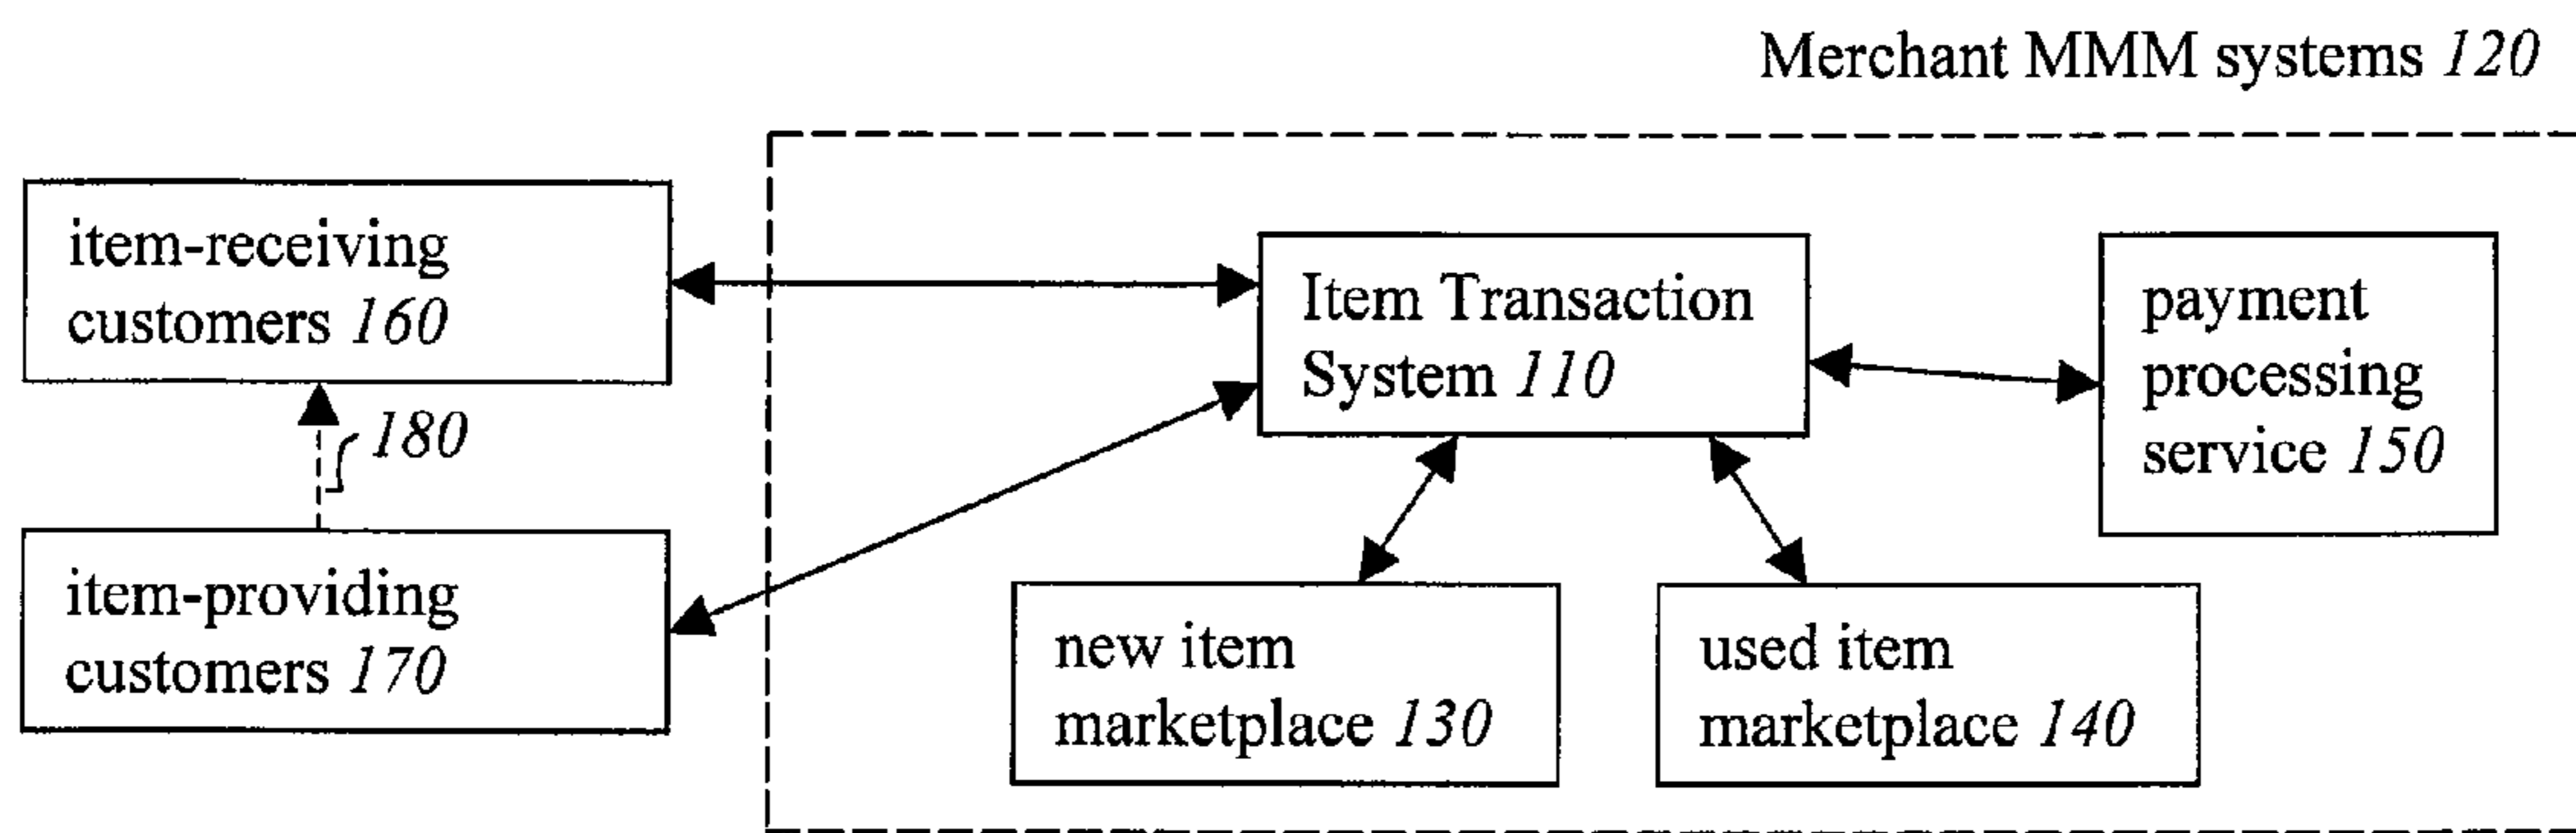 Merchant MMM systems 120
item-receiving
customers 160
Item Transaction
System 110
payment
processing
service 150
180
item-providing
customers 170
new item
marketplace 130
used item
marketplace 140